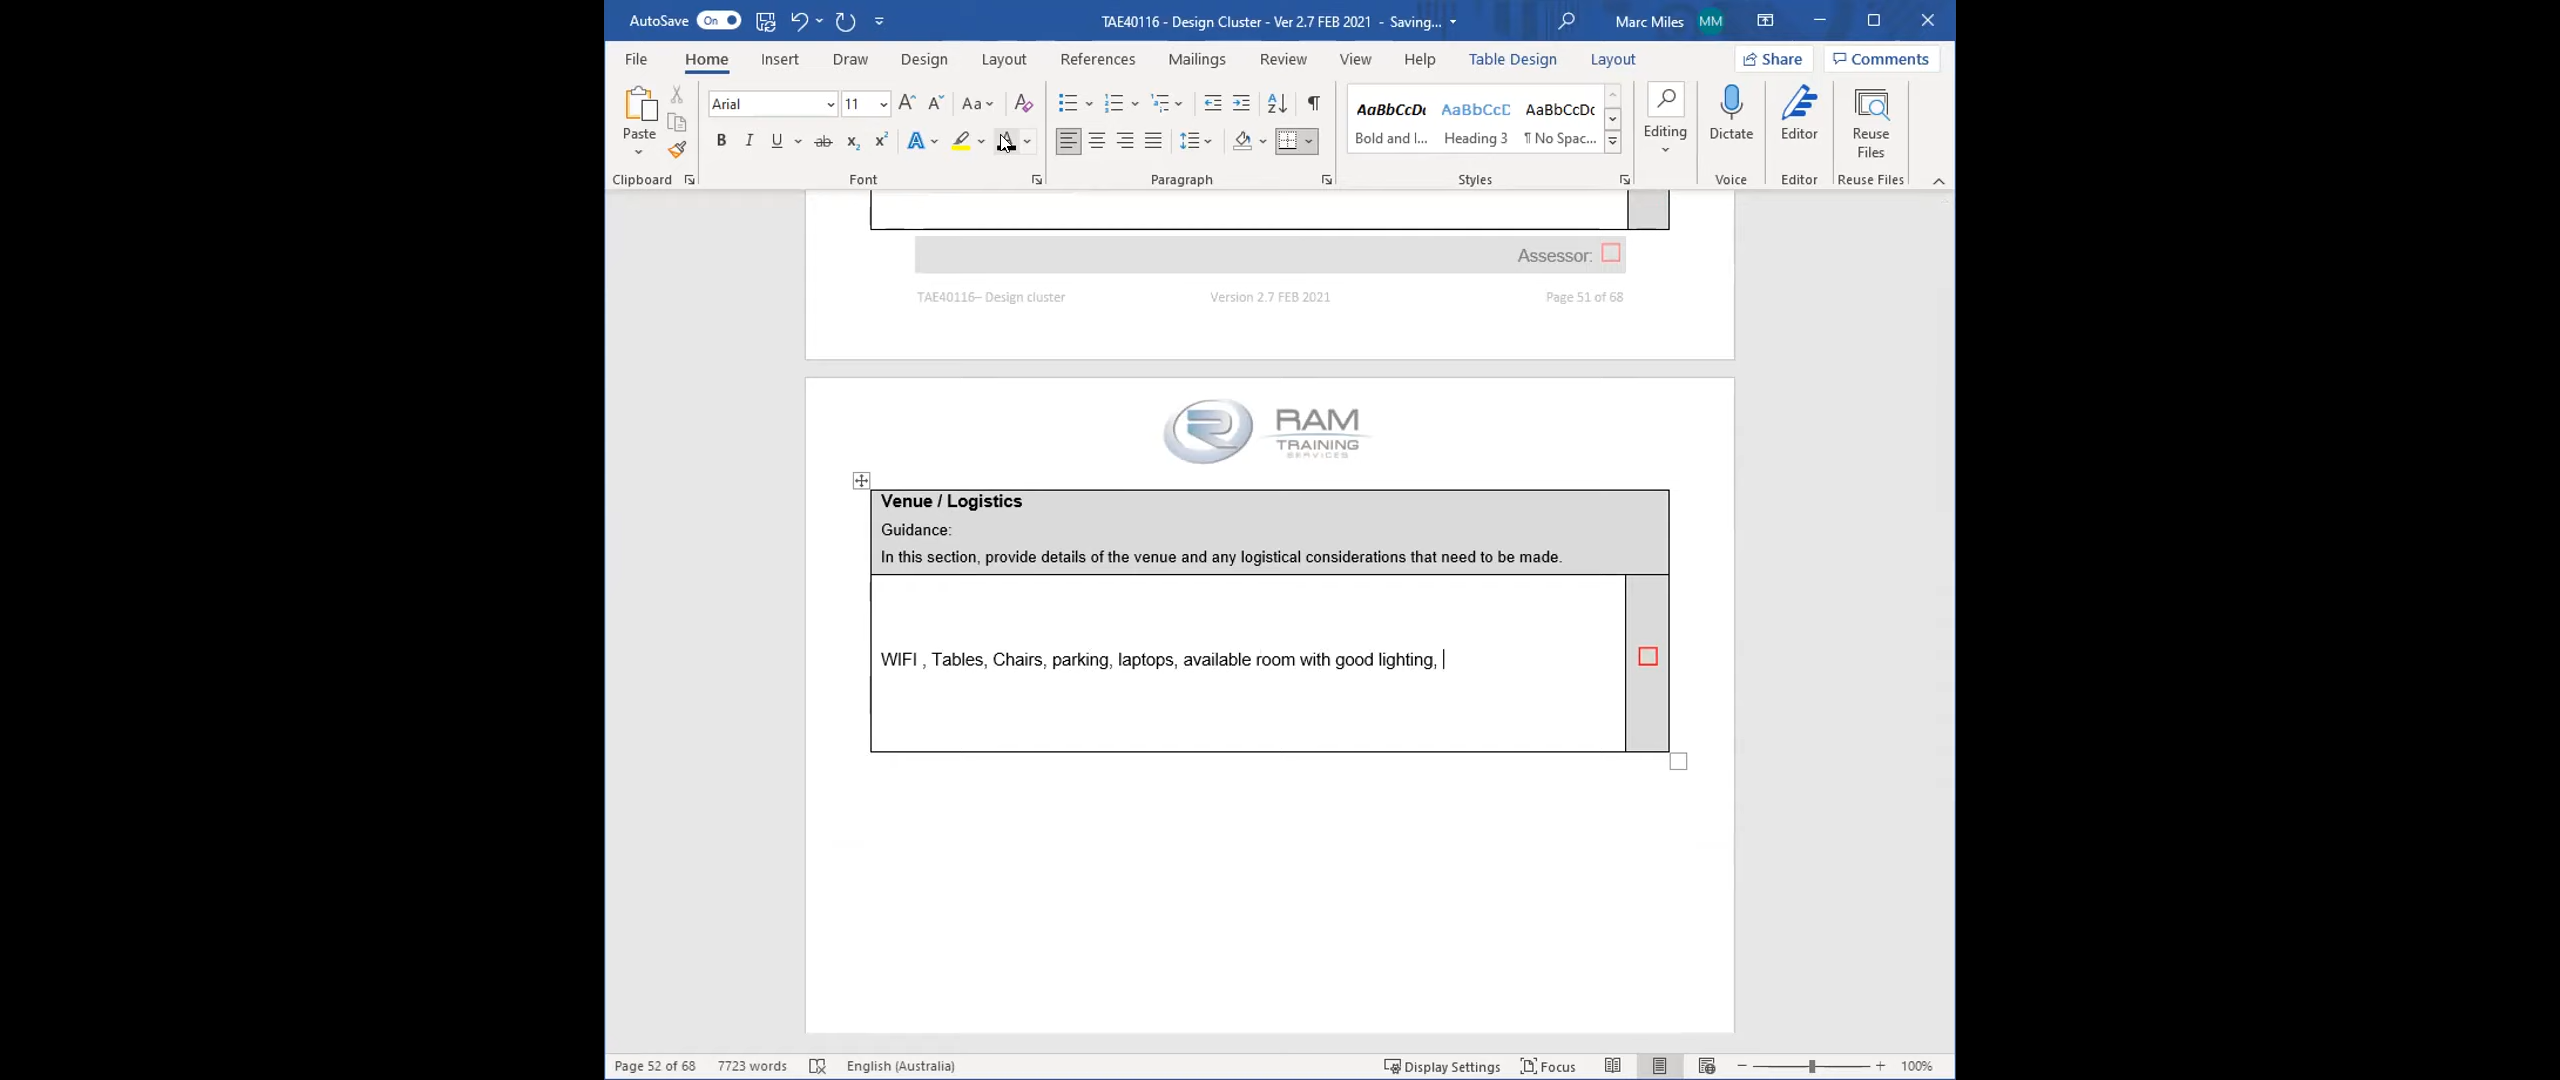 AutoSave On TAE40116 - Design Cluster - Ver 2.7 FEB 2021 - Saving... Marc Miles MM
File Home Insert Draw Design Layout References Mailings Review View Help Table Design Layout Share Comments
Paste Arial 11 Aa AaBbCcDc AaBbCcD AaBbCcDc Editing Dictate Editor Reuse Files
B I U ab x₂ x² A Bold and I... Heading 3 ¶ No Spac...
Clipboard Font Paragraph Styles Voice Editor Reuse Files
Assessor:
TAE40116– Design cluster Version 2.7 FEB 2021 Page 51 of 68
RAM
TRAINING
SERVICES
Venue / Logistics
Guidance:
In this section, provide details of the venue and any logistical considerations that need to be made.
WIFI , Tables, Chairs, parking, laptops, available room with good lighting,
Page 52 of 68 7723 words English (Australia) Display Settings Focus 100%